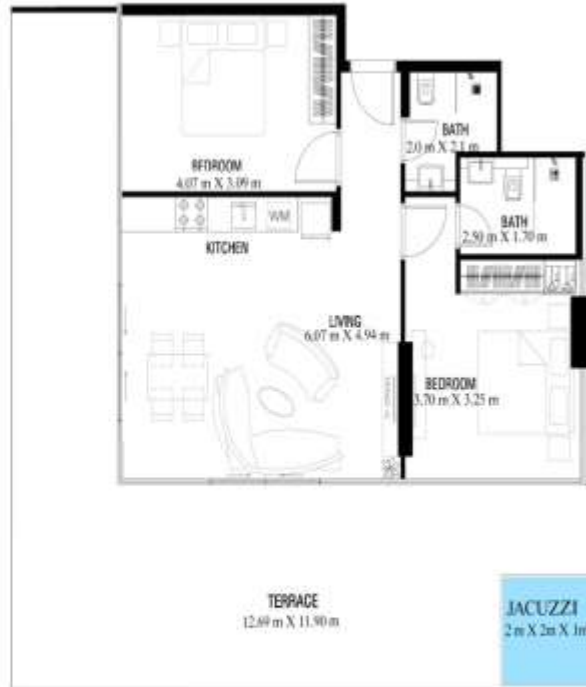 BATH
2.0 m X 2.1 m
BEDROOM
4.07 m X 3.09 m
BATH
2.50 m X 1.70 m
WM
KITCHEN
LIVING
6.07 m X 4.94 m
BEDROOM
3.70 m X 3.25 m
TERRACE
12.69 m X 11.90 m
JACUZZI
2 m X 2m X 1m